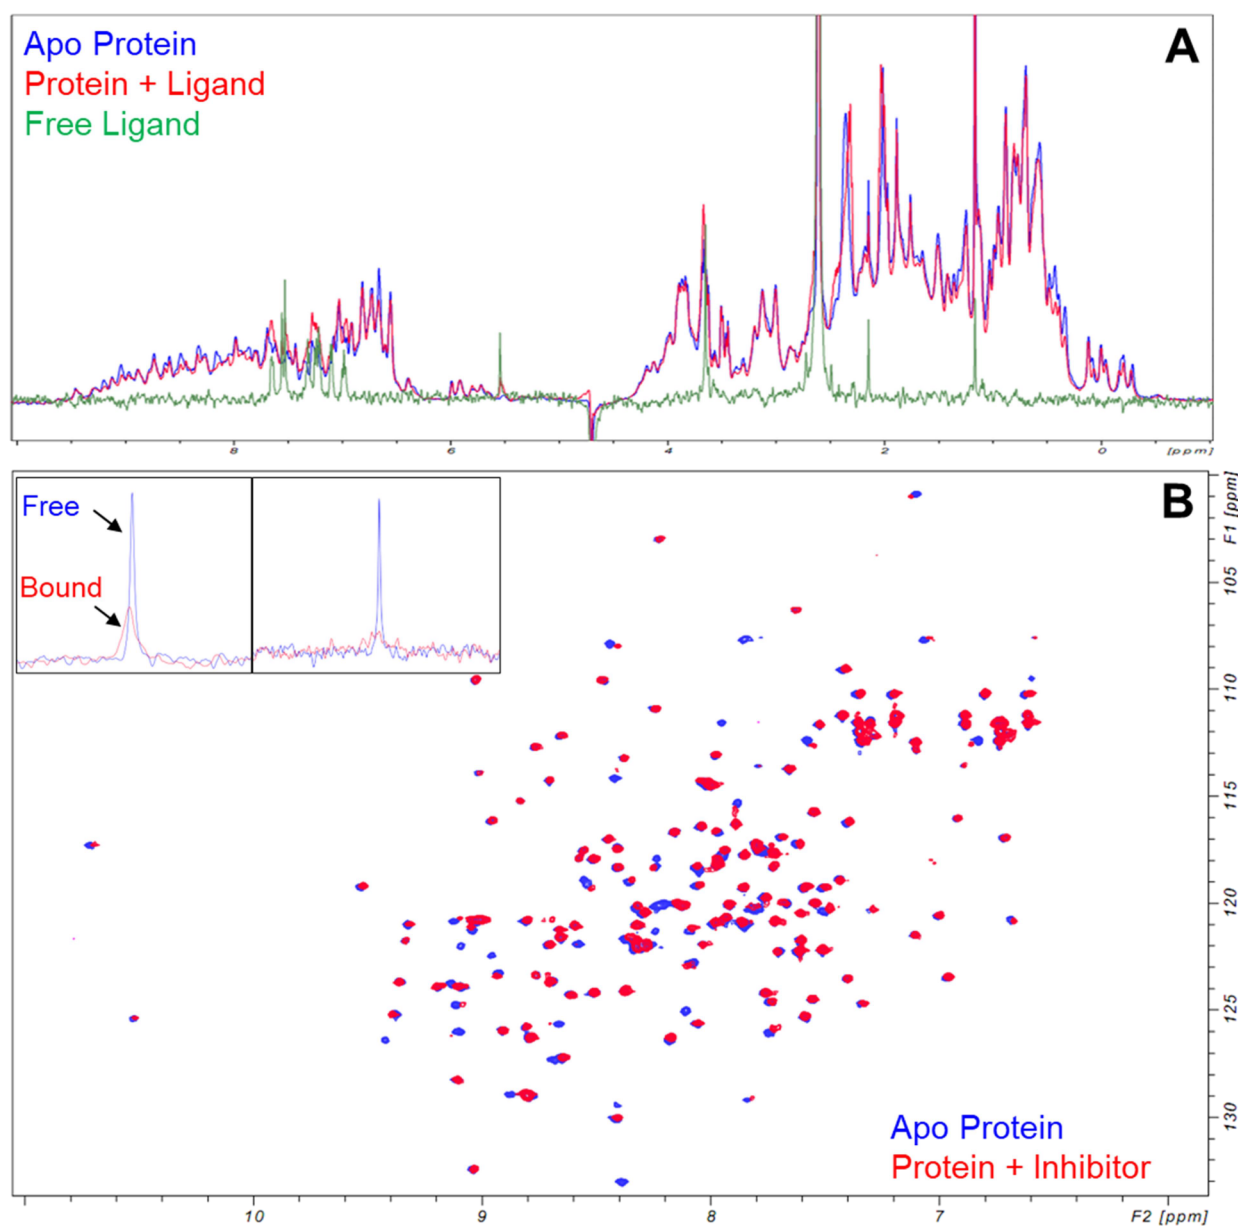 Apo Protein
Protein + Ligand
Free Ligand
A
8
6
4
2
0
[ppm]
Free
Bound
B
F1 [ppm]
105
110
115
120
125
130
Apo Protein
Protein + Inhibitor
10
9
8
7
F2 [ppm]